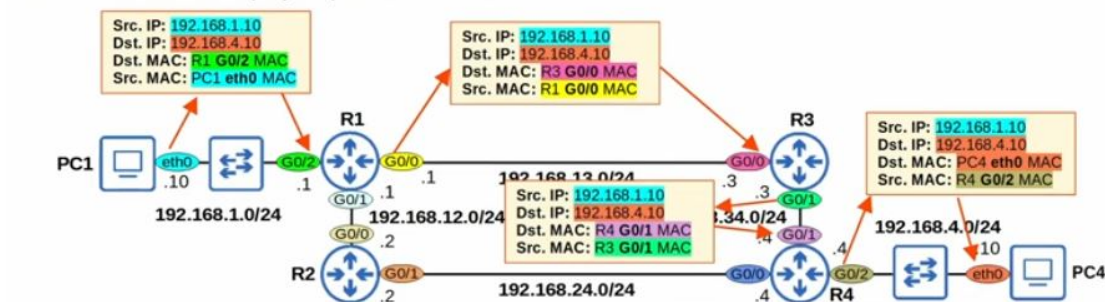 Src. IP: 192.168.1.10
Dst. IP: 192.168.4.10
Dst. MAC: R1 G0/2 MAC
Src. MAC: PC1 eth0 MAC
Src. IP: 192.168.1.10
Dst. IP: 192.168.4.10
Dst. MAC: R3 G0/0 MAC
Src. MAC: R1 G0/0 MAC
Src. IP: 192.168.1.10
Dst. IP: 192.168.4.10
Dst. MAC: PC4 eth0 MAC
Src. MAC: R4 G0/2 MAC
R1
R3
PC1
eth0
G0/2
G0/0
G0/0
.10
.1
.1
.1
192.168.13.0/24
.3
.3
G0/1
G0/1
192.168.1.0/24
192.168.12.0/24
Src. IP: 192.168.1.10
Dst. IP: 192.168.4.10
Dst. MAC: R4 G0/1 MAC
Src. MAC: R3 G0/1 MAC
3.34.0/24
192.168.4.0/24
G0/0
.2
G0/1
.4
.4
.10
R2
G0/1
G0/0
R4
G0/2
eth0
PC4
.2
192.168.24.0/24
.4